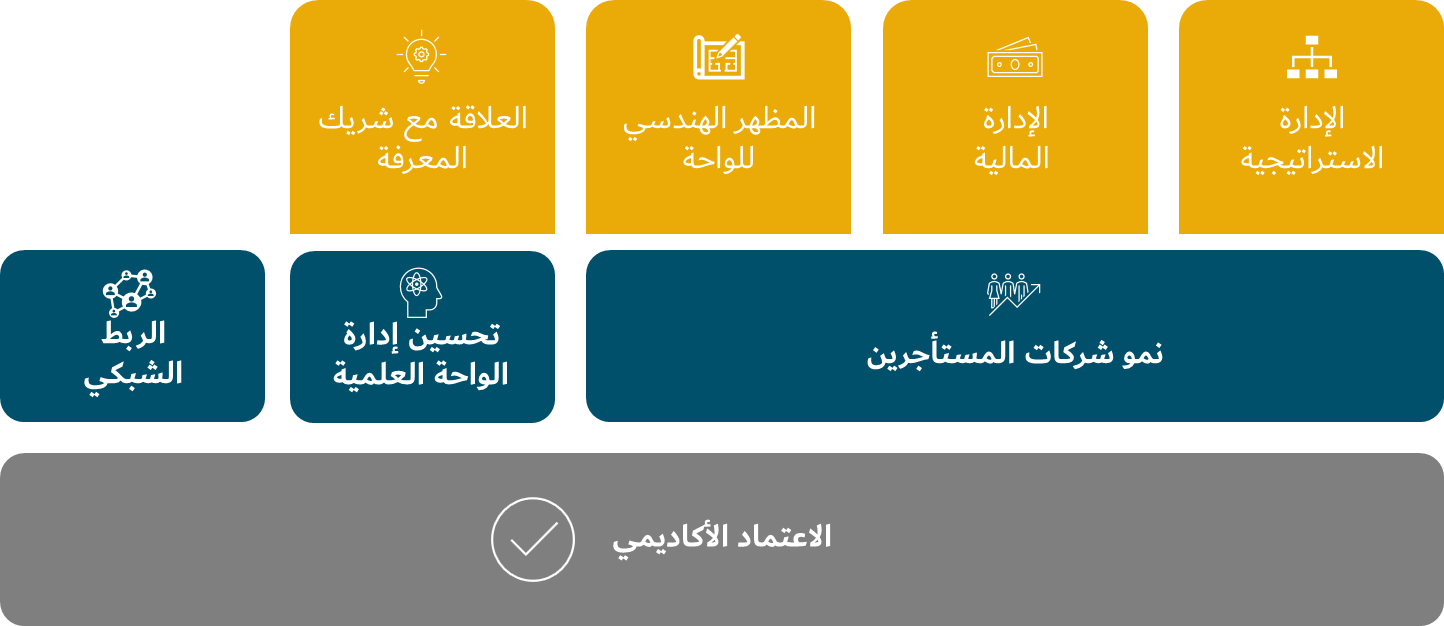 الإدارة
الاستراتيجية
الإدارة
المالية
المظهر الهندسي
للواحة
العلاقة مع شريك
المعرفة
نمو شركات المستأجرين
تحسين إدارة
الواحة العلمية
الربط
الشبكي
الاعتماد الأكاديمي